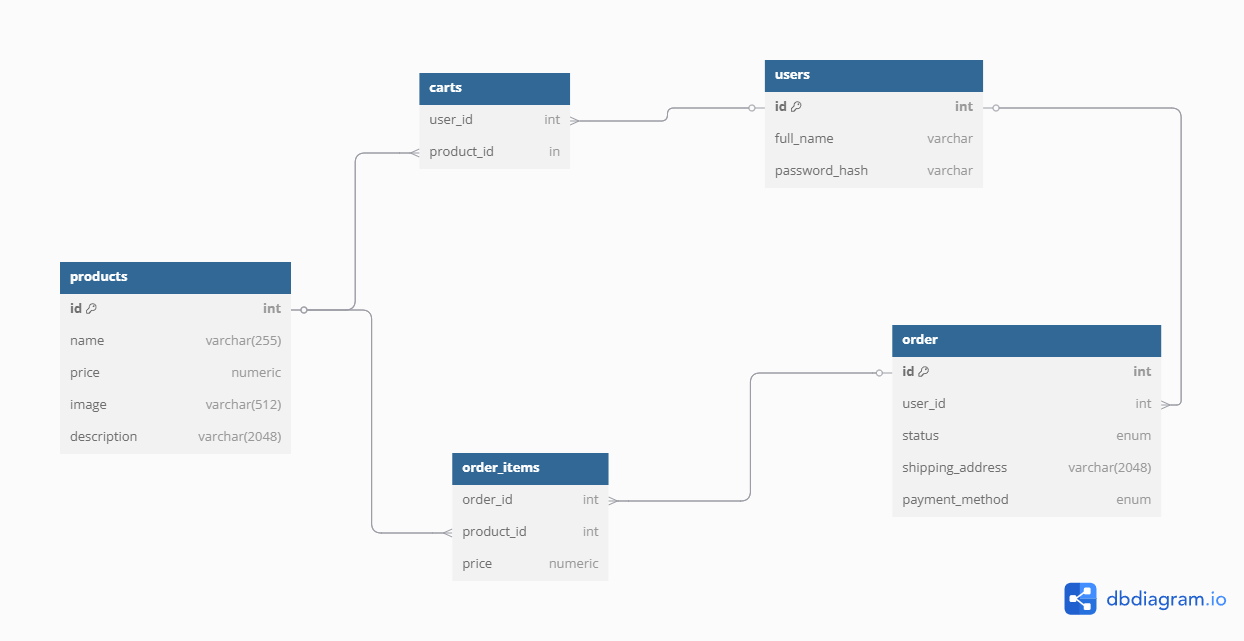 carts
user_id int
product_id in
users
id int
full_name varchar
password_hash varchar
products
id int
name varchar(255)
price numeric
image varchar(512)
description varchar(2048)
order
id int
user_id int
status enum
shipping_address varchar(2048)
payment_method enum
order_items
order_id int
product_id int
price numeric
dbdiagram.io